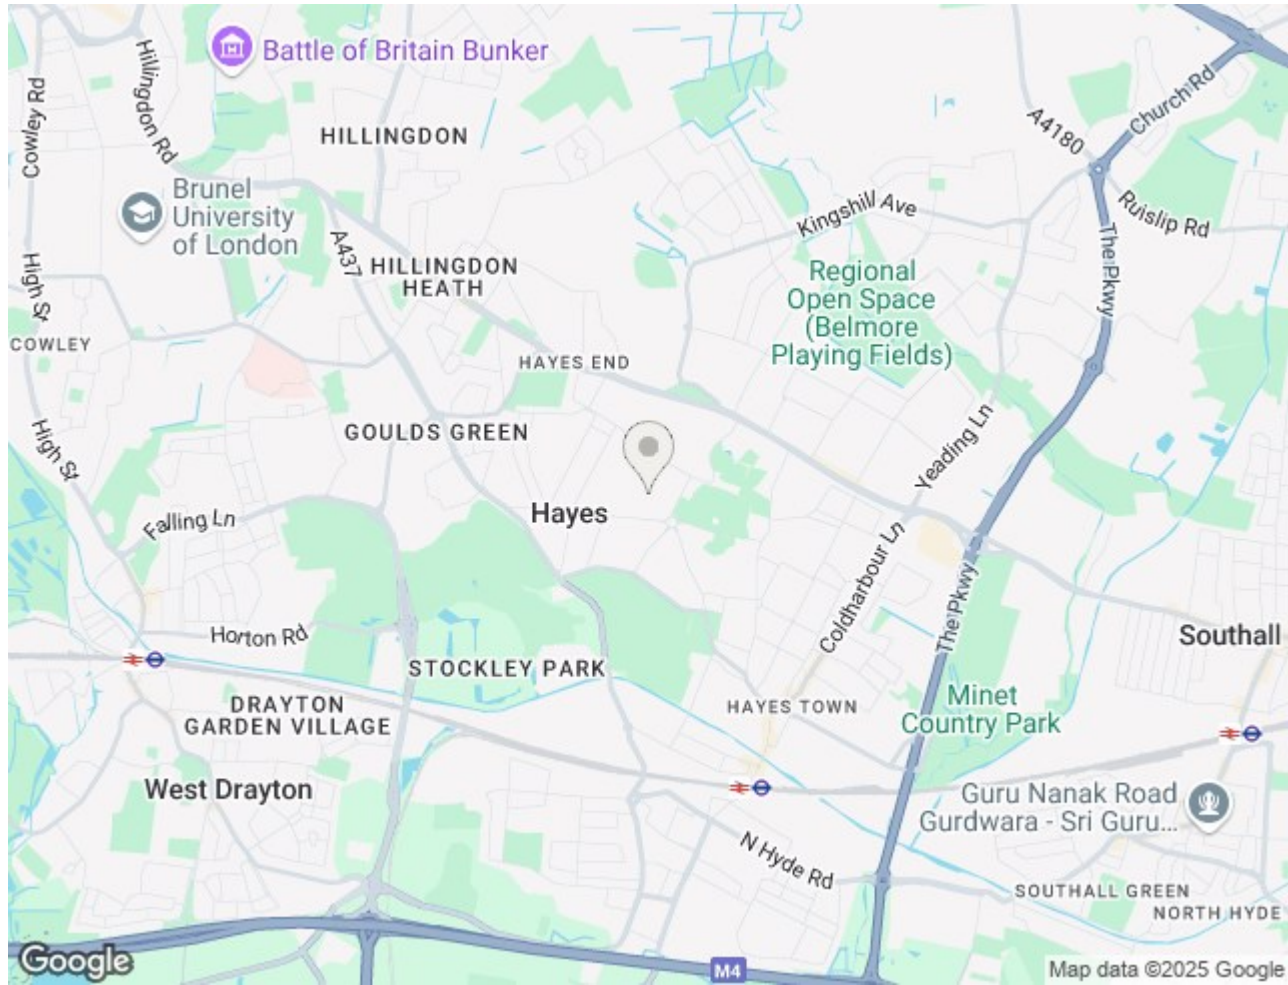 Battle of Britain Bunker
Hillingdon Rd
Cowley Rd
HILLINGDON
A4180
Church Rd
Brunel
University
of London
Kingshill Ave
Ruislip Rd
A437
The Pkwy
High St
HILLINGDON
HEATH
Regional
Open Space
(Belmore
Playing Fields)
COWLEY
HAYES END
High St
GOULDS GREEN
Yeading Ln
Falling Ln
Hayes
Coldharbour Ln
The Pkwy
Horton Rd
Southall
STOCKLEY PARK
DRAYTON
GARDEN VILLAGE
HAYES TOWN
Minet
Country Park
West Drayton
Guru Nanak Road
Gurdwara - Sri Guru...
N Hyde Rd
SOUTHALL GREEN
NORTH HYDE
Google
M4
Map data ©2025 Google